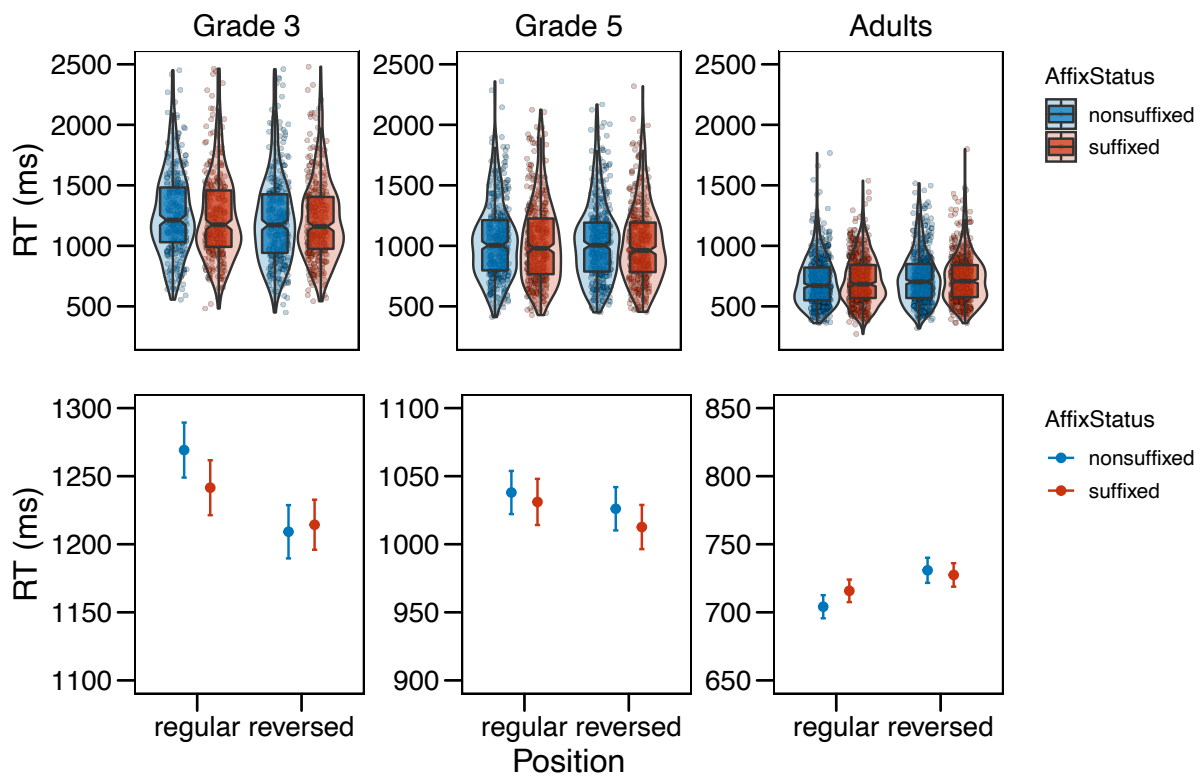 Grade 3
Grade 5
Adults
RT (ms)
2500
2000
1500
1000
500
2500
2000
1500
1000
500
2500
2000
1500
1000
500
AffixStatus
nonsuffixed
suffixed
RT (ms)
1300
1250
1200
1150
1100
1100
1050
1000
950
900
850
800
750
700
650
AffixStatus
nonsuffixed
suffixed
regular reversed
regular reversed
regular reversed
Position